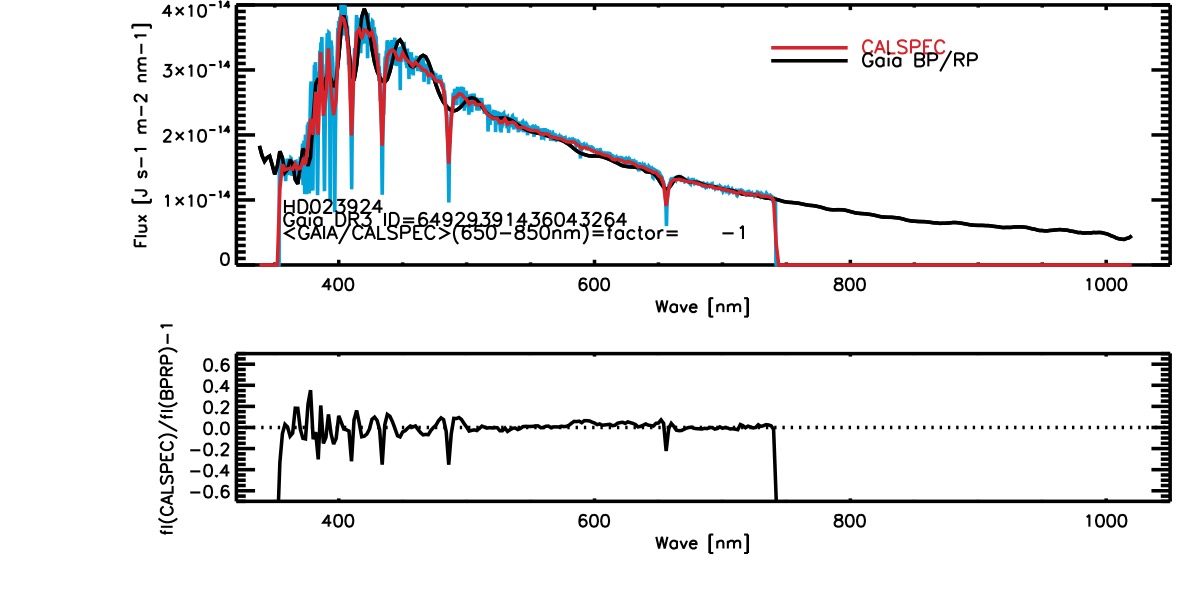 4×10⁻¹⁴
3×10⁻¹⁴
2×10⁻¹⁴
1×10⁻¹⁴
0
Flux [J s−1 m−2 nm−1]
CALSPEC
Gaia BP/RP
HD023924
Gaia DR3 ID=64929391436043264
<GAIA/CALSPEC>(650−850nm)=factor= −1
400 600 800 1000
Wave [nm]
fl(CALSPEC)/fl(BPRP)−1
0.6
0.4
0.2
0.0
−0.2
−0.4
−0.6
400 600 800 1000
Wave [nm]